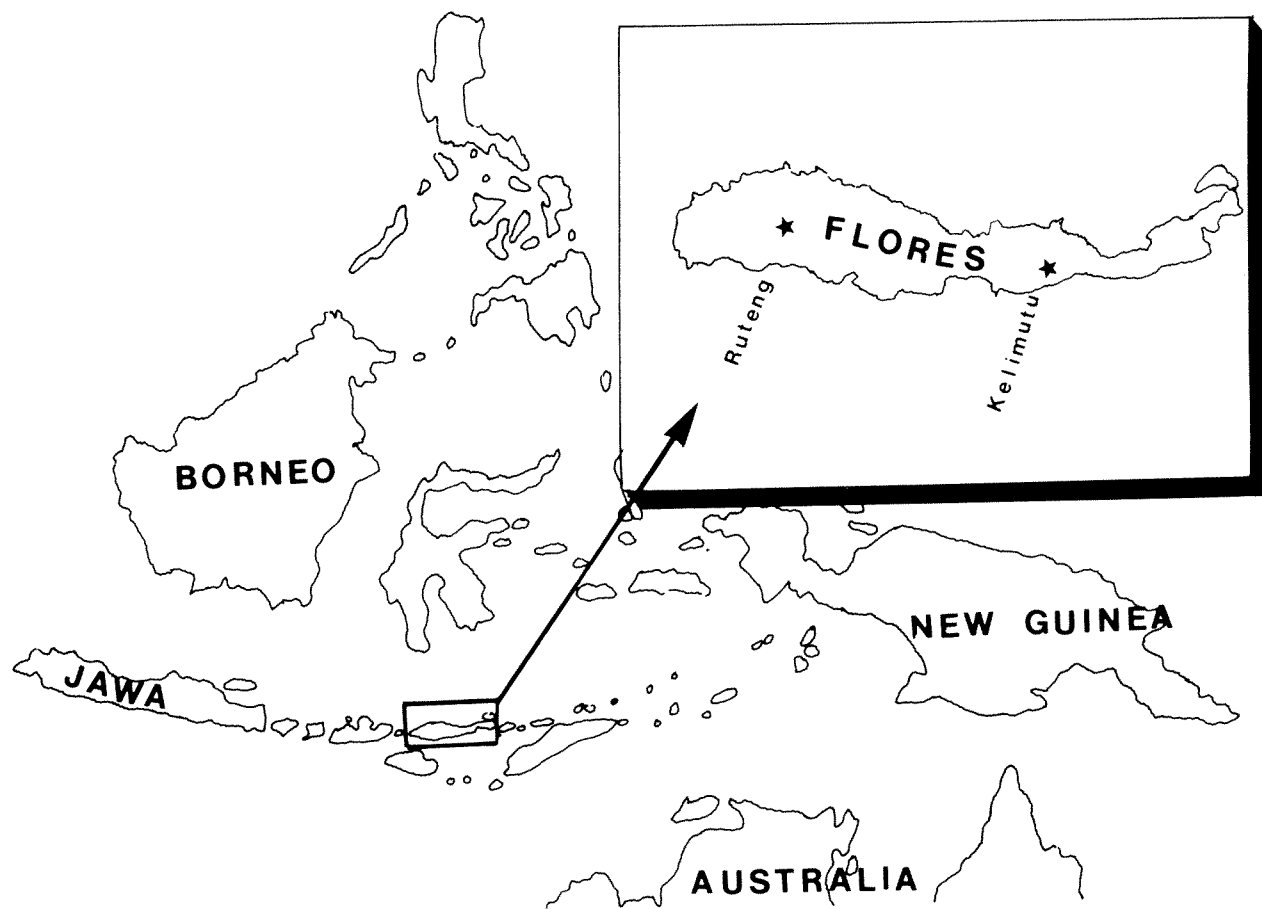 FLORES
Ruteng
Kelimutu
BORNEO
NEW GUINEA
JAWA
AUSTRALIA